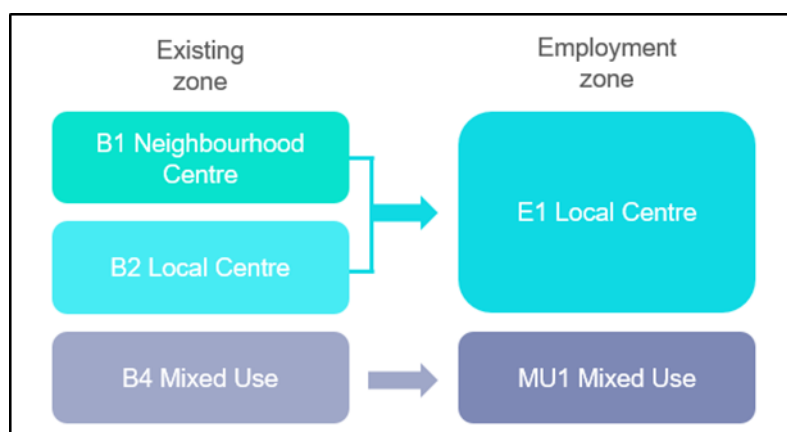 Existing
zone
Employment
zone
B1 Neighbourhood
Centre
B2 Local Centre
E1 Local Centre
B4 Mixed Use
MU1 Mixed Use